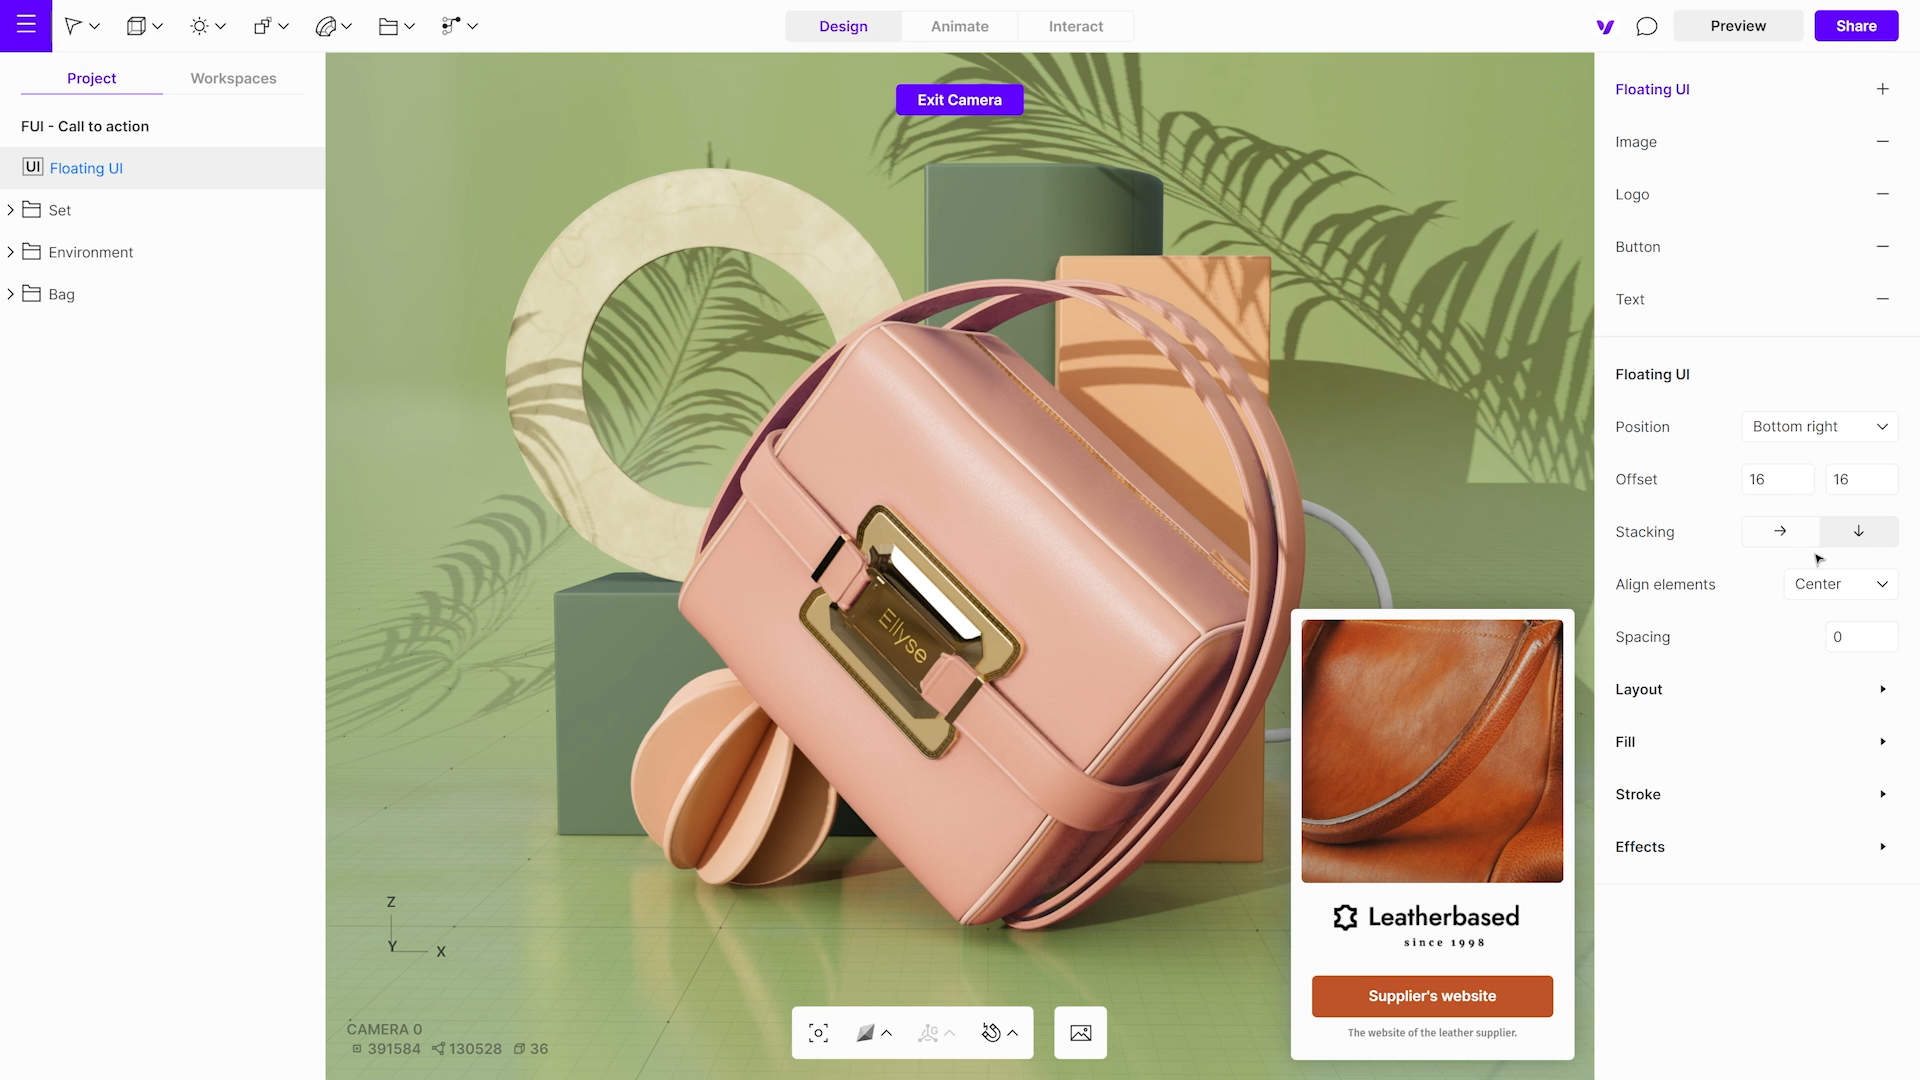 Design
Animate
Interact
Preview
Share
Project
Workspaces
FUI - Call to action
UI Floating UI
Set
Environment
Bag
Exit Camera
Ellyse
Z
Y
X
CAMERA 0
391584 130528 36
G
Leatherbased
since 1998
Supplier's website
The website of the leather supplier.
Floating UI
Image
Logo
Button
Text
Floating UI
Position Bottom right
Offset 16 16
Stacking
Align elements Center
Spacing 0
Layout
Fill
Stroke
Effects